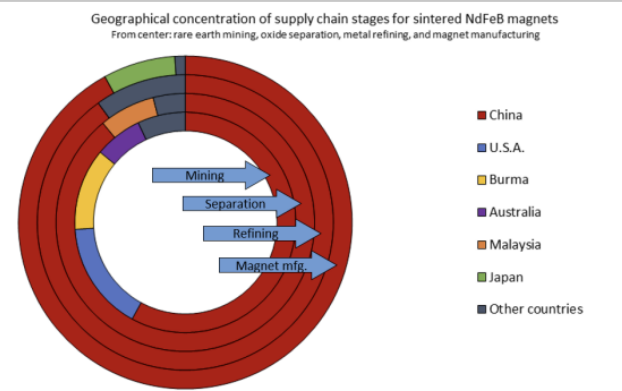 Geographical concentration of supply chain stages for sintered NdFeB magnets
From center: rare earth mining, oxide separation, metal refining, and magnet manufacturing
China
U.S.A.
Burma
Australia
Malaysia
Japan
Other countries
Mining
Separation
Refining
Magnet mfg.